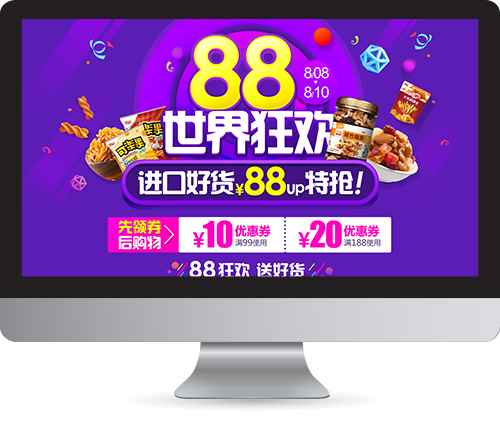 88
8.08
8.10
世界狂欢
进口好货¥88up特抢!
先领券
后购物
¥10优惠券
满99使用
¥20优惠券
满188使用
88狂欢 送好货